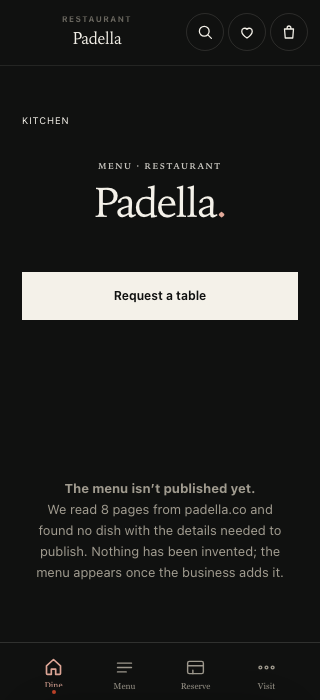 RESTAURANT
Padella
KITCHEN
MENU · RESTAURANT
Padella.
Request a table
The menu isn’t published yet.
We read 8 pages from padella.co and
found no dish with the details needed to
publish. Nothing has been invented; the
menu appears once the business adds it.
Dine
Menu
Reserve
Visit